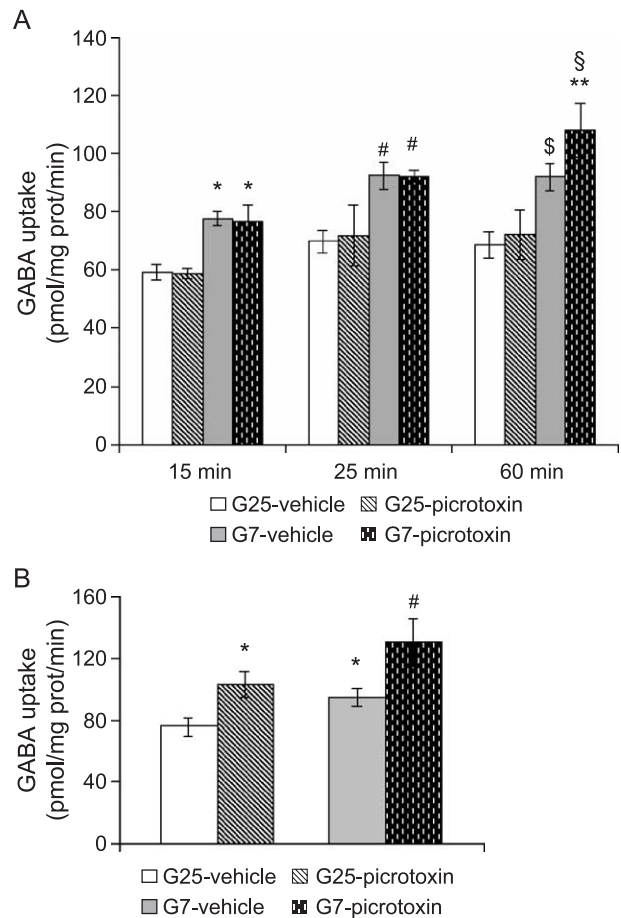 A
140
120
100
80
60
40
20
0
GABA uptake
(pmol/mg prot/min)
* *
# #
$ **
§
15 min 25 min 60 min
G25-vehicle G25-picrotoxin
G7-vehicle G7-picrotoxin
B
160
120
80
40
0
GABA uptake
(pmol/mg prot/min)
* * #
G25-vehicle G25-picrotoxin
G7-vehicle G7-picrotoxin